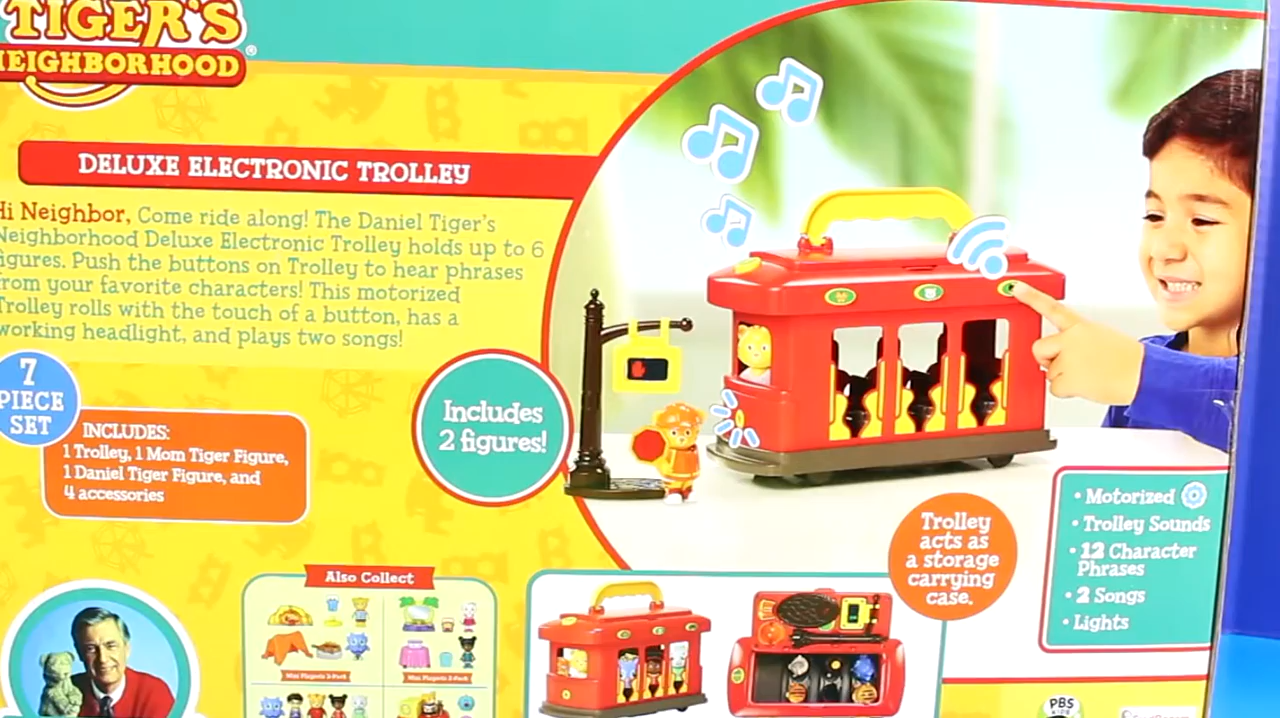 TIGER'S
NEIGHBORHOOD®
DELUXE ELECTRONIC TROLLEY
Hi Neighbor, Come ride along! The Daniel Tiger's
Neighborhood Deluxe Electronic Trolley holds up to 6
figures. Push the buttons on Trolley to hear phrases
from your favorite characters! This motorized
Trolley rolls with the touch of a button, has a
working headlight, and plays two songs!
7
PIECE
SET
INCLUDES:
1 Trolley, 1 Mom Tiger Figure,
1 Daniel Tiger Figure, and
4 accessories
Includes
2 figures!
Trolley
acts as
a storage
carrying
case.
• Motorized
• Trolley Sounds
• 12 Character
Phrases
• 2 Songs
• Lights
Also Collect
PBS
KIDS